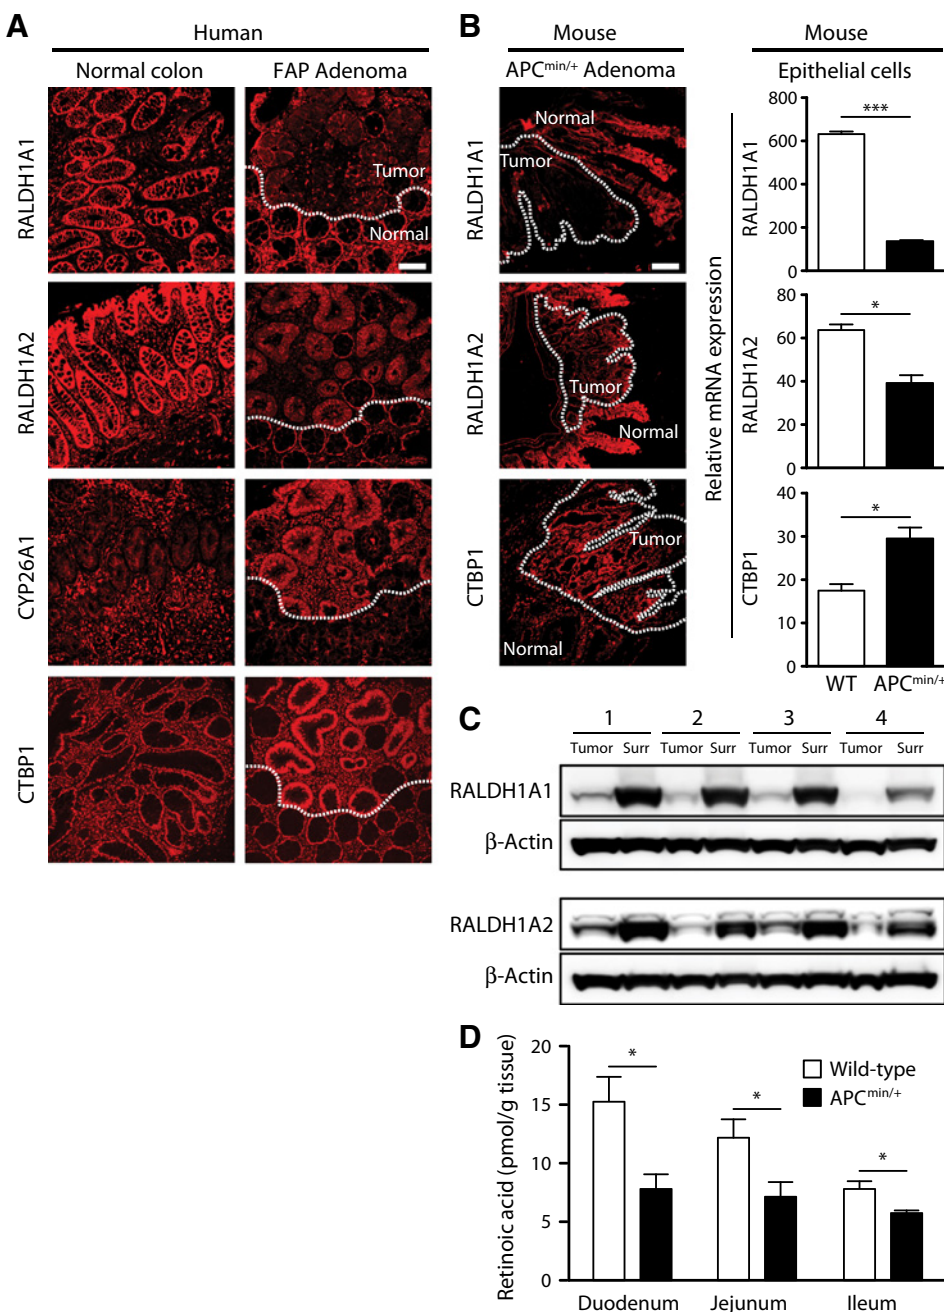 A
Human
Normal colon
FAP Adenoma
RALDH1A1
Tumor
Normal
RALDH1A2
CYP26A1
CTBP1
B
Mouse
APCmin/+ Adenoma
RALDH1A1
Normal
Tumor
RALDH1A2
Tumor
Normal
CTBP1
Tumor
Normal
Mouse
Epithelial cells
Relative mRNA expression
RALDH1A1
800
600
400
200
0
***
RALDH1A2
80
60
40
20
0
*
CTBP1
40
30
20
10
0
*
WT APCmin/+
C
1 2 3 4
Tumor Surr Tumor Surr Tumor Surr Tumor Surr
RALDH1A1
β-Actin
RALDH1A2
β-Actin
D
Retinoic acid (pmol/g tissue)
20
15
10
5
0
* * *
Wild-type
APCmin/+
Duodenum Jejunum Ileum